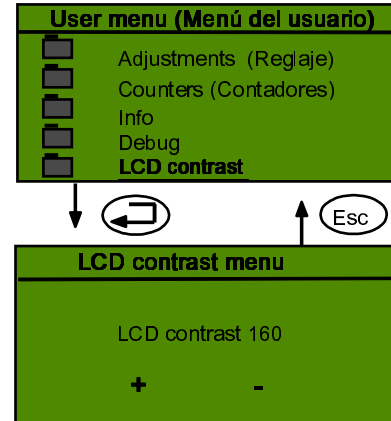 User menu (Menú del usuario)
Adjustments (Reglaje)
Counters (Contadores)
Info
Debug
LCD contrast
Esc
LCD contrast menu
LCD contrast 160
+ -